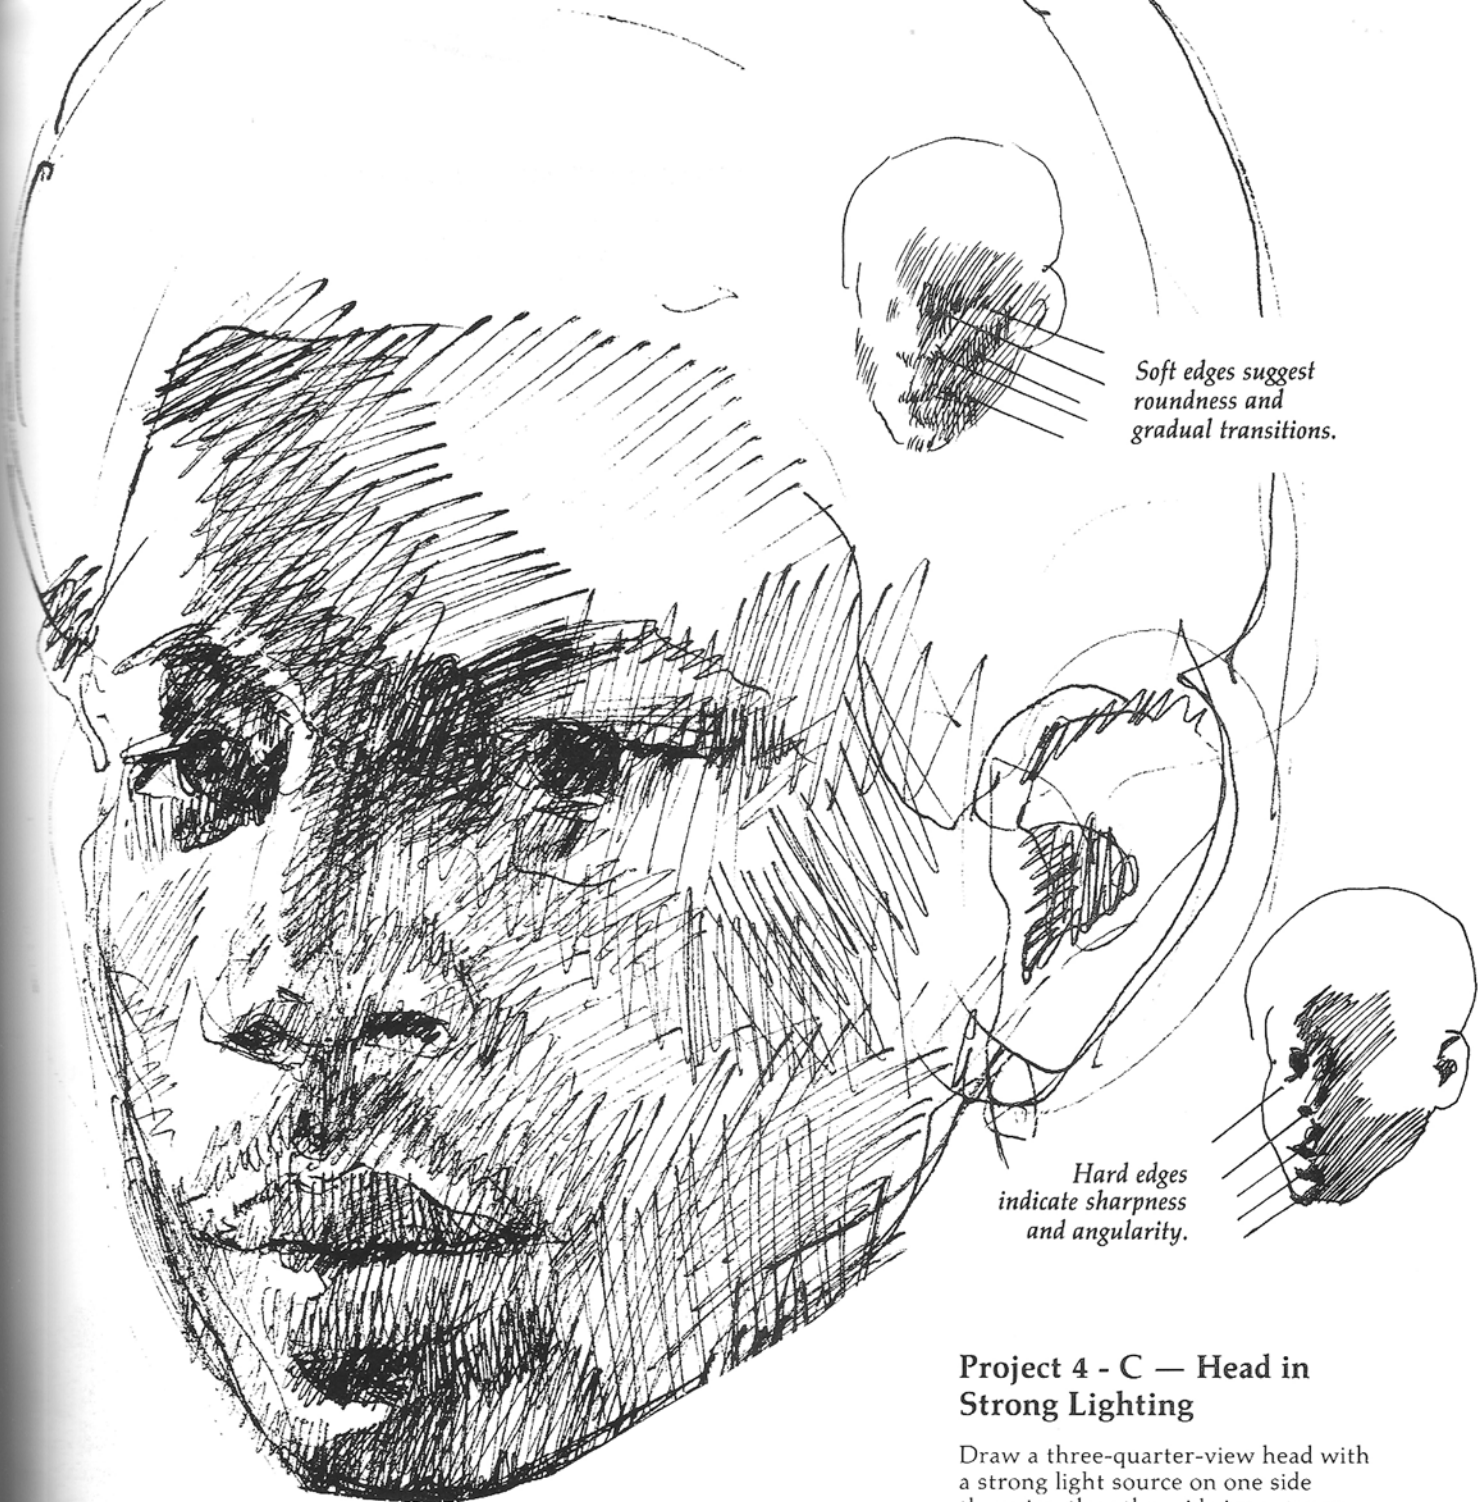 Soft edges suggest
roundness and
gradual transitions.
Hard edges
indicate sharpness
and angularity.
Project 4 - C — Head in
Strong Lighting
Draw a three-quarter-view head with
a strong light source on one side